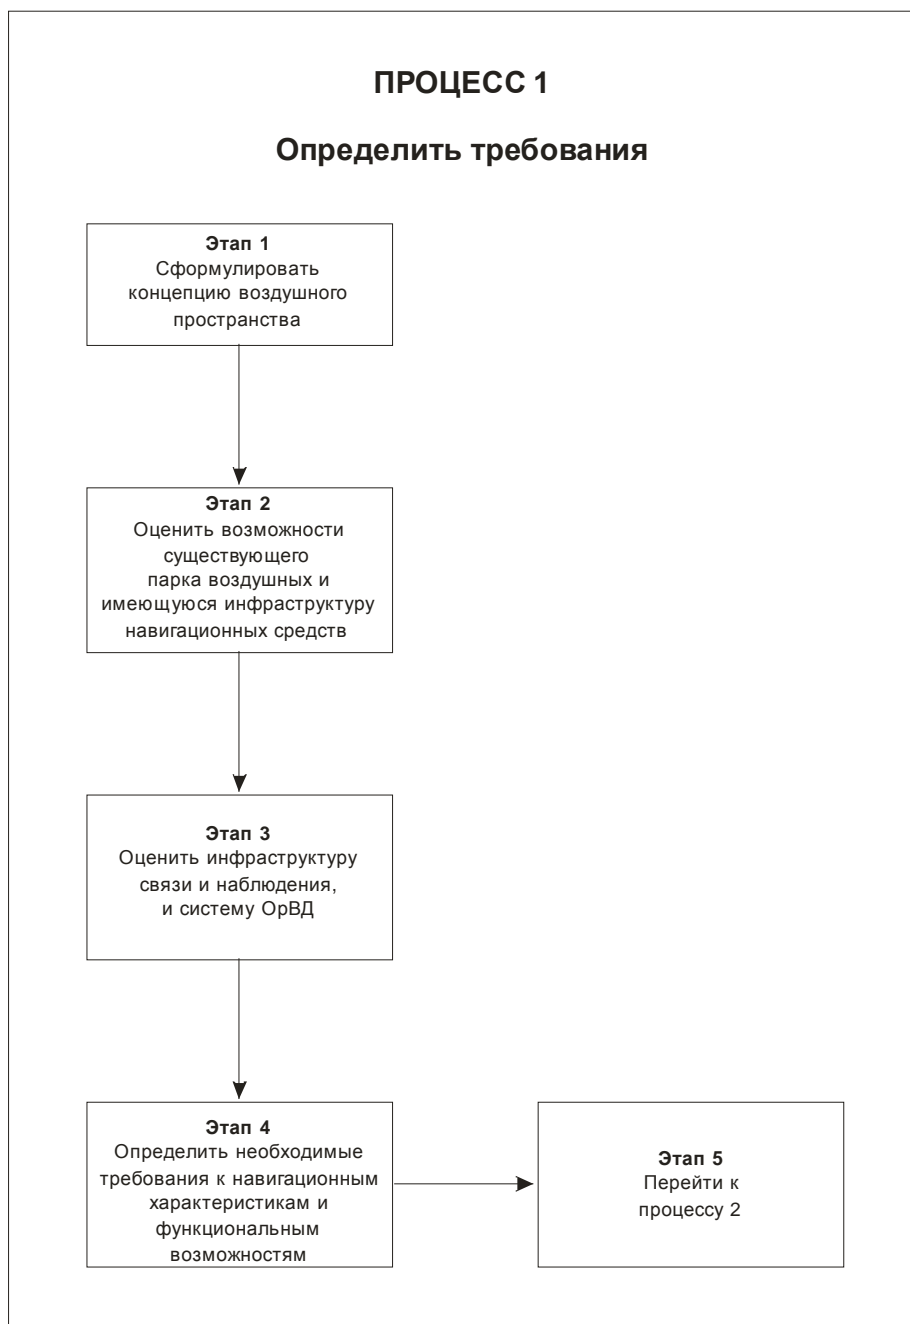 ПРОЦЕСС 1
Определить требования
Этап 1
Сформулировать
концепцию воздушного
пространства
Этап 2
Оценить возможности
существующего
парка воздушных и
имеющуюся инфраструктуру
навигационных средств
Этап 3
Оценить инфраструктуру
связи и наблюдения,
и систему ОрВД
Этап 4
Определить необходимые
требования к навигационным
характеристикам и
функциональным
возможностям
Этап 5
Перейти к
процессу 2